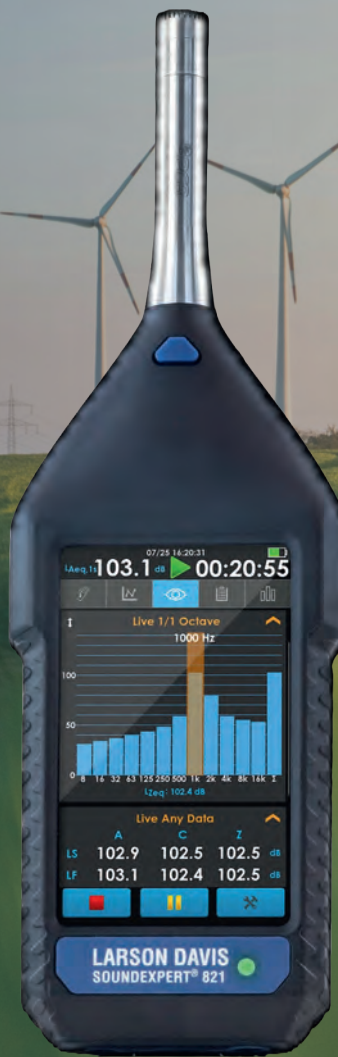 07/25 16:20:31
LAeq,1s 103.1 dB 00:20:55
Live 1/1 Octave
1000 Hz
100
50
0
8 16 32 63 125 250 500 1k 2k 4k 8k 16k Σ
LZeq: 102.4 dB
Live Any Data
A C Z
LS 102.9 102.5 102.5 dB
LF 103.1 102.4 102.5 dB
LARSON DAVIS
SOUNDEXPERT® 821